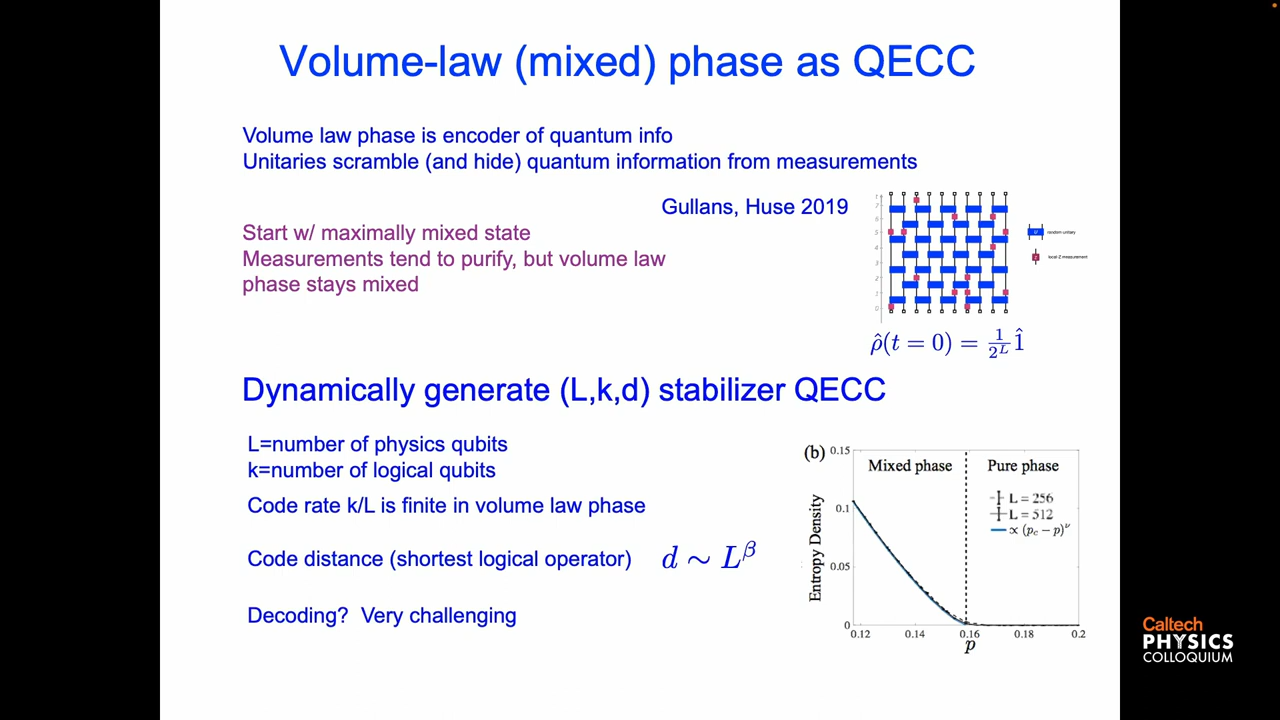 Volume-law (mixed) phase as QECC
Volume law phase is encoder of quantum info
Unitaries scramble (and hide) quantum information from measurements
Gullans, Huse 2019
Start w/ maximally mixed state
Measurements tend to purify, but volume law
phase stays mixed
random unitary
local Z measurement
ρ̂(t = 0) = 1/2^L 1̂
Dynamically generate (L,k,d) stabilizer QECC
L=number of physics qubits
k=number of logical qubits
Code rate k/L is finite in volume law phase
Code distance (shortest logical operator) d ∼ L^β
Decoding? Very challenging
(b)
Mixed phase Pure phase
L = 256
L = 512
∝ (p_c − p)^ν
Entropy Density
0.15
0.1
0.05
0
0.12 0.14 0.16 0.18 0.2
p
Caltech
PHYSICS
COLLOQUIUM